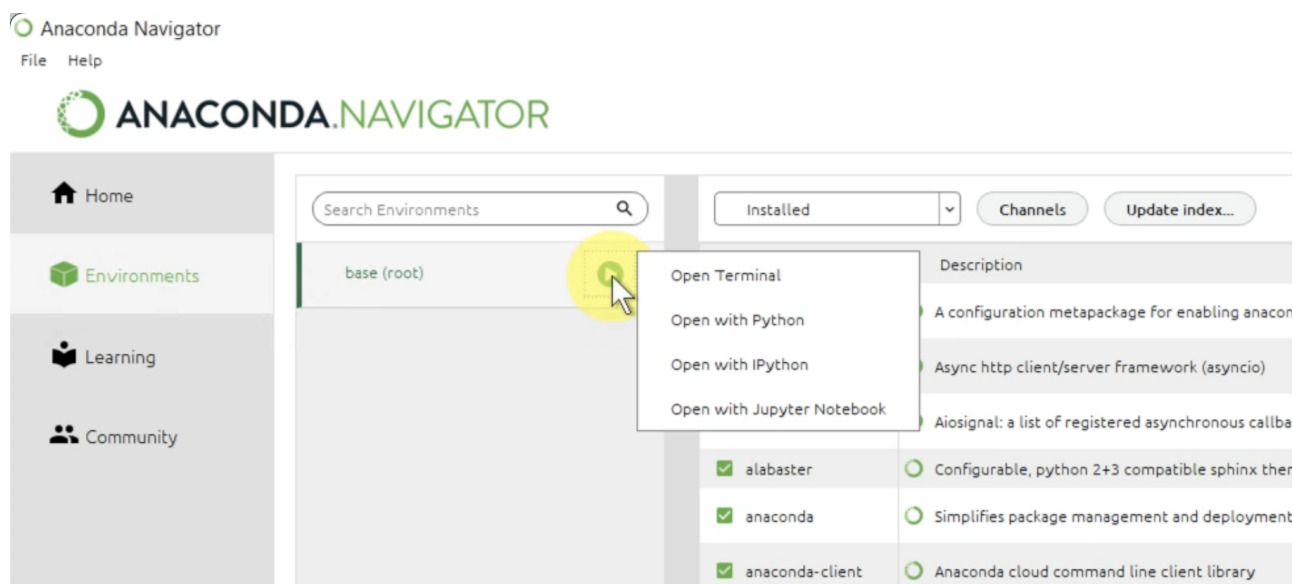 Anaconda Navigator
File Help
ANACONDA.NAVIGATOR
Home
Environments
Learning
Community
Search Environments
base (root)
Open Terminal
Open with Python
Open with IPython
Open with Jupyter Notebook
Installed Channels Update index...
Description
A configuration metapackage for enabling
Async http client/server framework (asyncio)
Aiosignal: a list of registered asynchronous
alabaster Configurable, python 2+3 compatible sphinx
anaconda Simplifies package management and deployment
anaconda-client Anaconda cloud command line client library